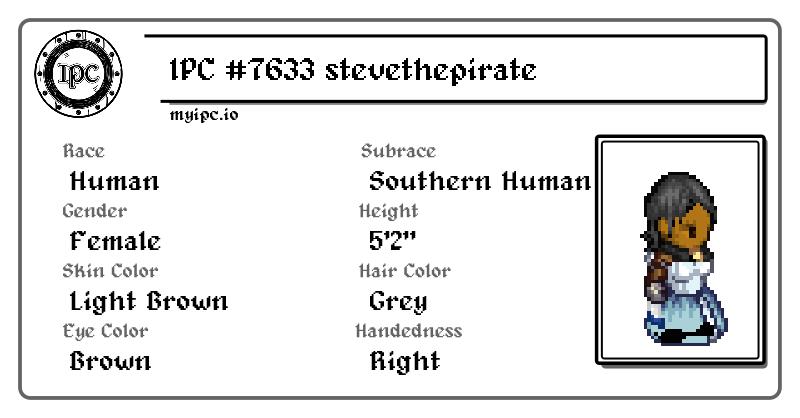 IPC
IPC #7633 stevethepirate
myipc.io
Race
Subrace
Human
Southern Human
Gender
Height
Female
5'2"
Skin Color
Hair Color
Light Brown
Grey
Eye Color
Handedness
Brown
Right